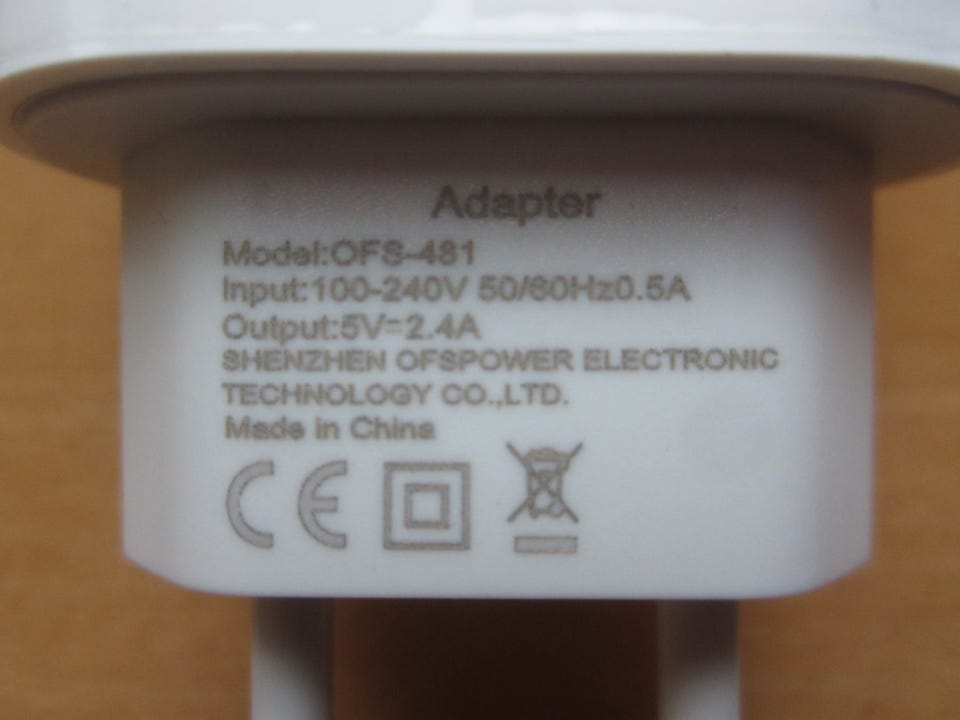 Adapter
Model:OFS-481
Input:100-240V 50/60Hz0.5A
Output:5V=2.4A
SHENZHEN OFSPOWER ELECTRONIC
TECHNOLOGY CO.,LTD.
Made in China
CE